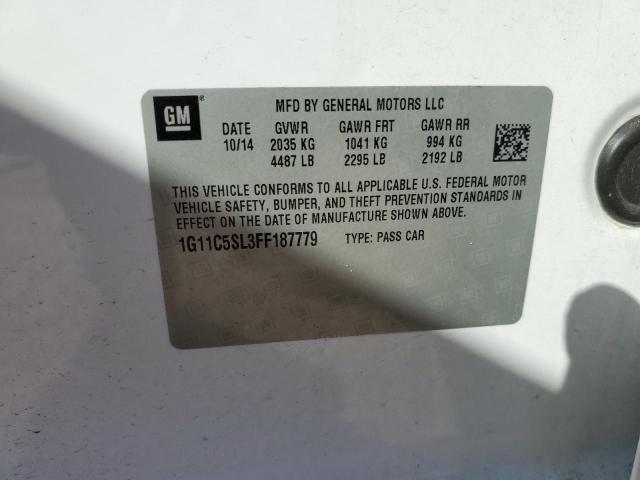 GM®
MFD BY GENERAL MOTORS LLC
DATE GVWR GAWR FRT GAWR RR
10/14 2035 KG 1041 KG 994 KG
4487 LB 2295 LB 2192 LB
THIS VEHICLE CONFORMS TO ALL APPLICABLE U.S. FEDERAL MOTOR
VEHICLE SAFETY, BUMPER, AND THEFT PREVENTION STANDARDS IN
EFFECT ON THE DATE OF MANUFACTURE SHOWN ABOVE.
1G11C5SL3FF187779 TYPE: PASS CAR